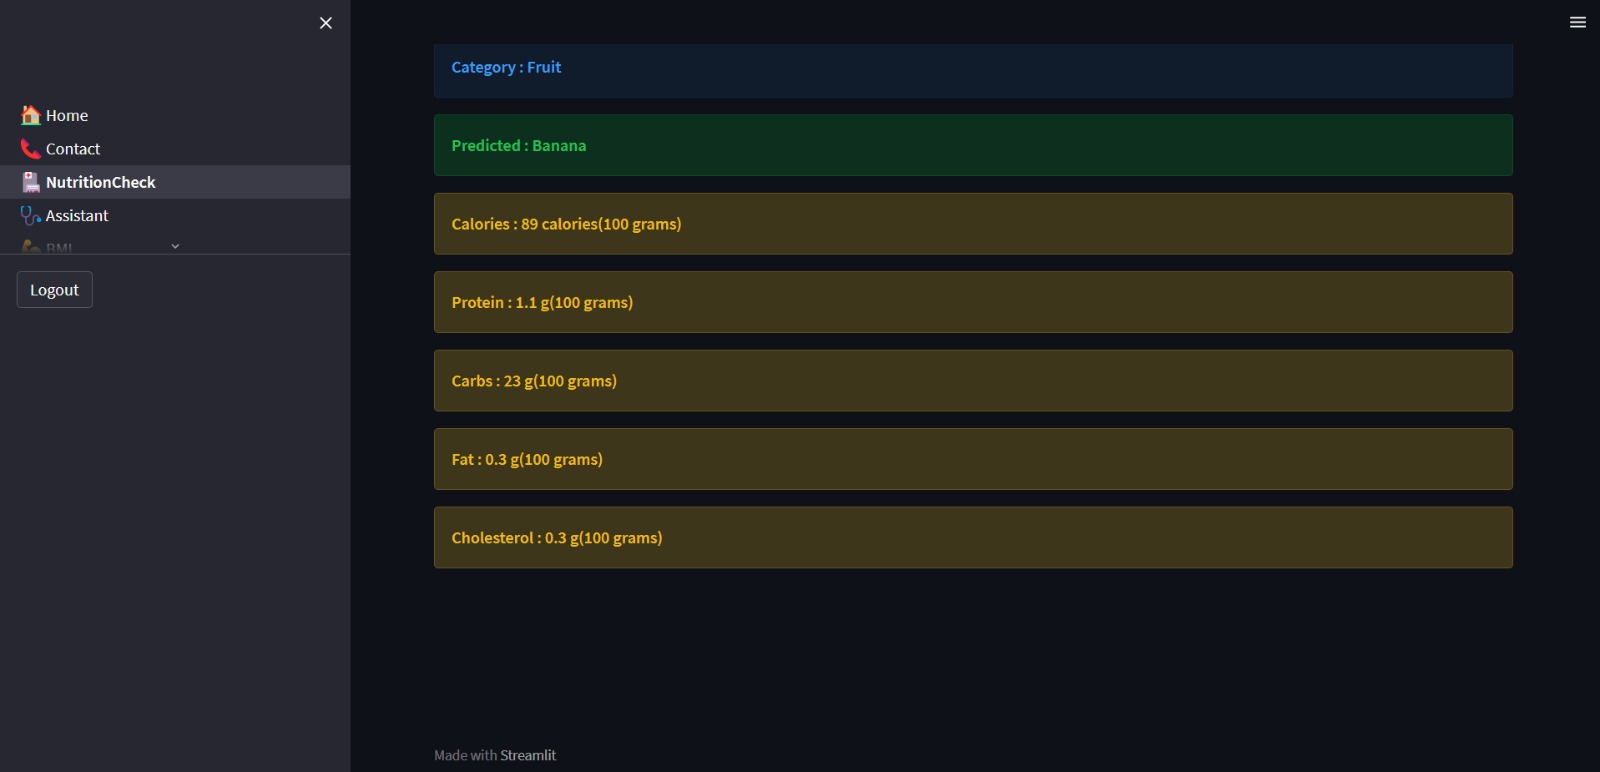 Home
Contact
NutritionCheck
Assistant
BMI
Logout
Category : Fruit
Predicted : Banana
Calories : 89 calories(100 grams)
Protein : 1.1 g(100 grams)
Carbs : 23 g(100 grams)
Fat : 0.3 g(100 grams)
Cholesterol : 0.3 g(100 grams)
Made with Streamlit